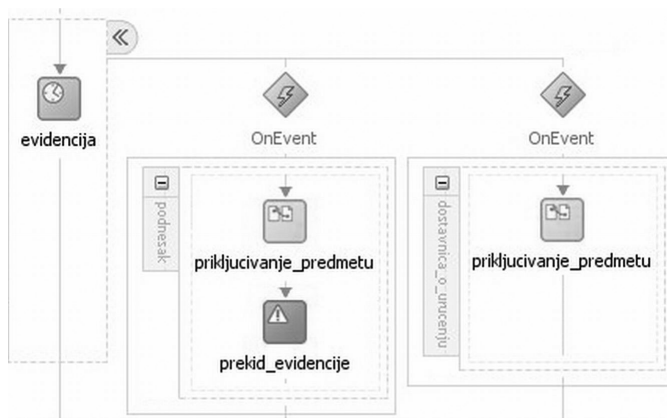 evidencija
OnEvent
OnEvent
podnesak
prikljucivanje_predmetu
prekid_evidencije
dostavnica_o_urucenju
prikljucivanje_predmetu